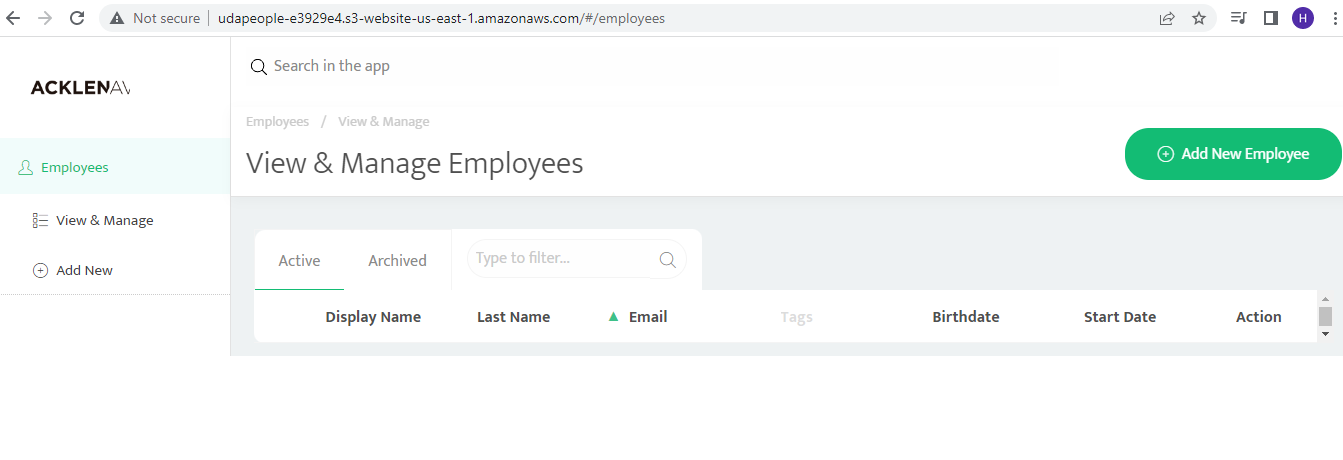 Not secure udapeople-e3929e4.s3-website-us-east-1.amazonaws.com/#/employees H
ACKLENAV
Search in the app
Employees / View & Manage
View & Manage Employees
Add New Employee
Employees
View & Manage
Add New
Active Archived Type to filter...
Display Name Last Name Email Tags Birthdate Start Date Action